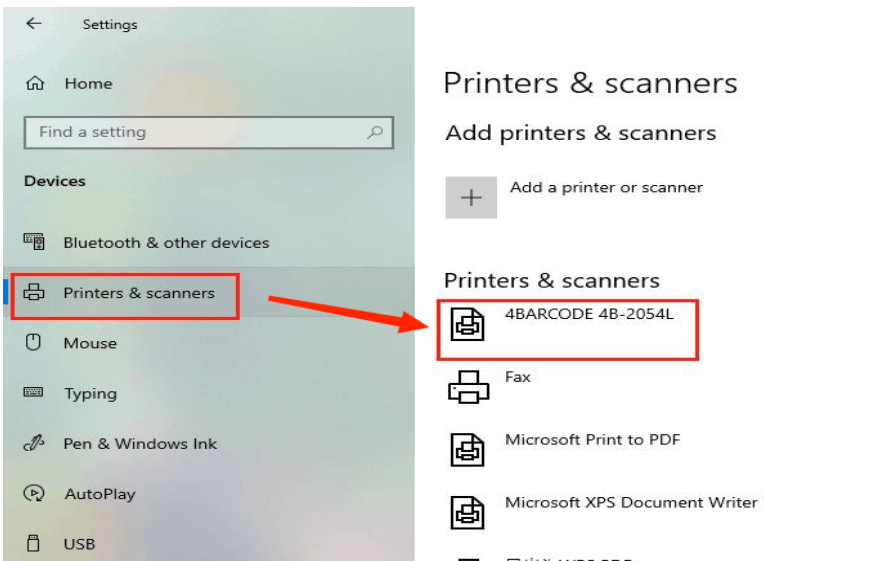 Settings
Home
Find a setting
Devices
Bluetooth & other devices
Printers & scanners
Mouse
Typing
Pen & Windows Ink
AutoPlay
USB
Printers & scanners
Add printers & scanners
Add a printer or scanner
Printers & scanners
4BARCODE 4B-2054L
Fax
Microsoft Print to PDF
Microsoft XPS Document Writer